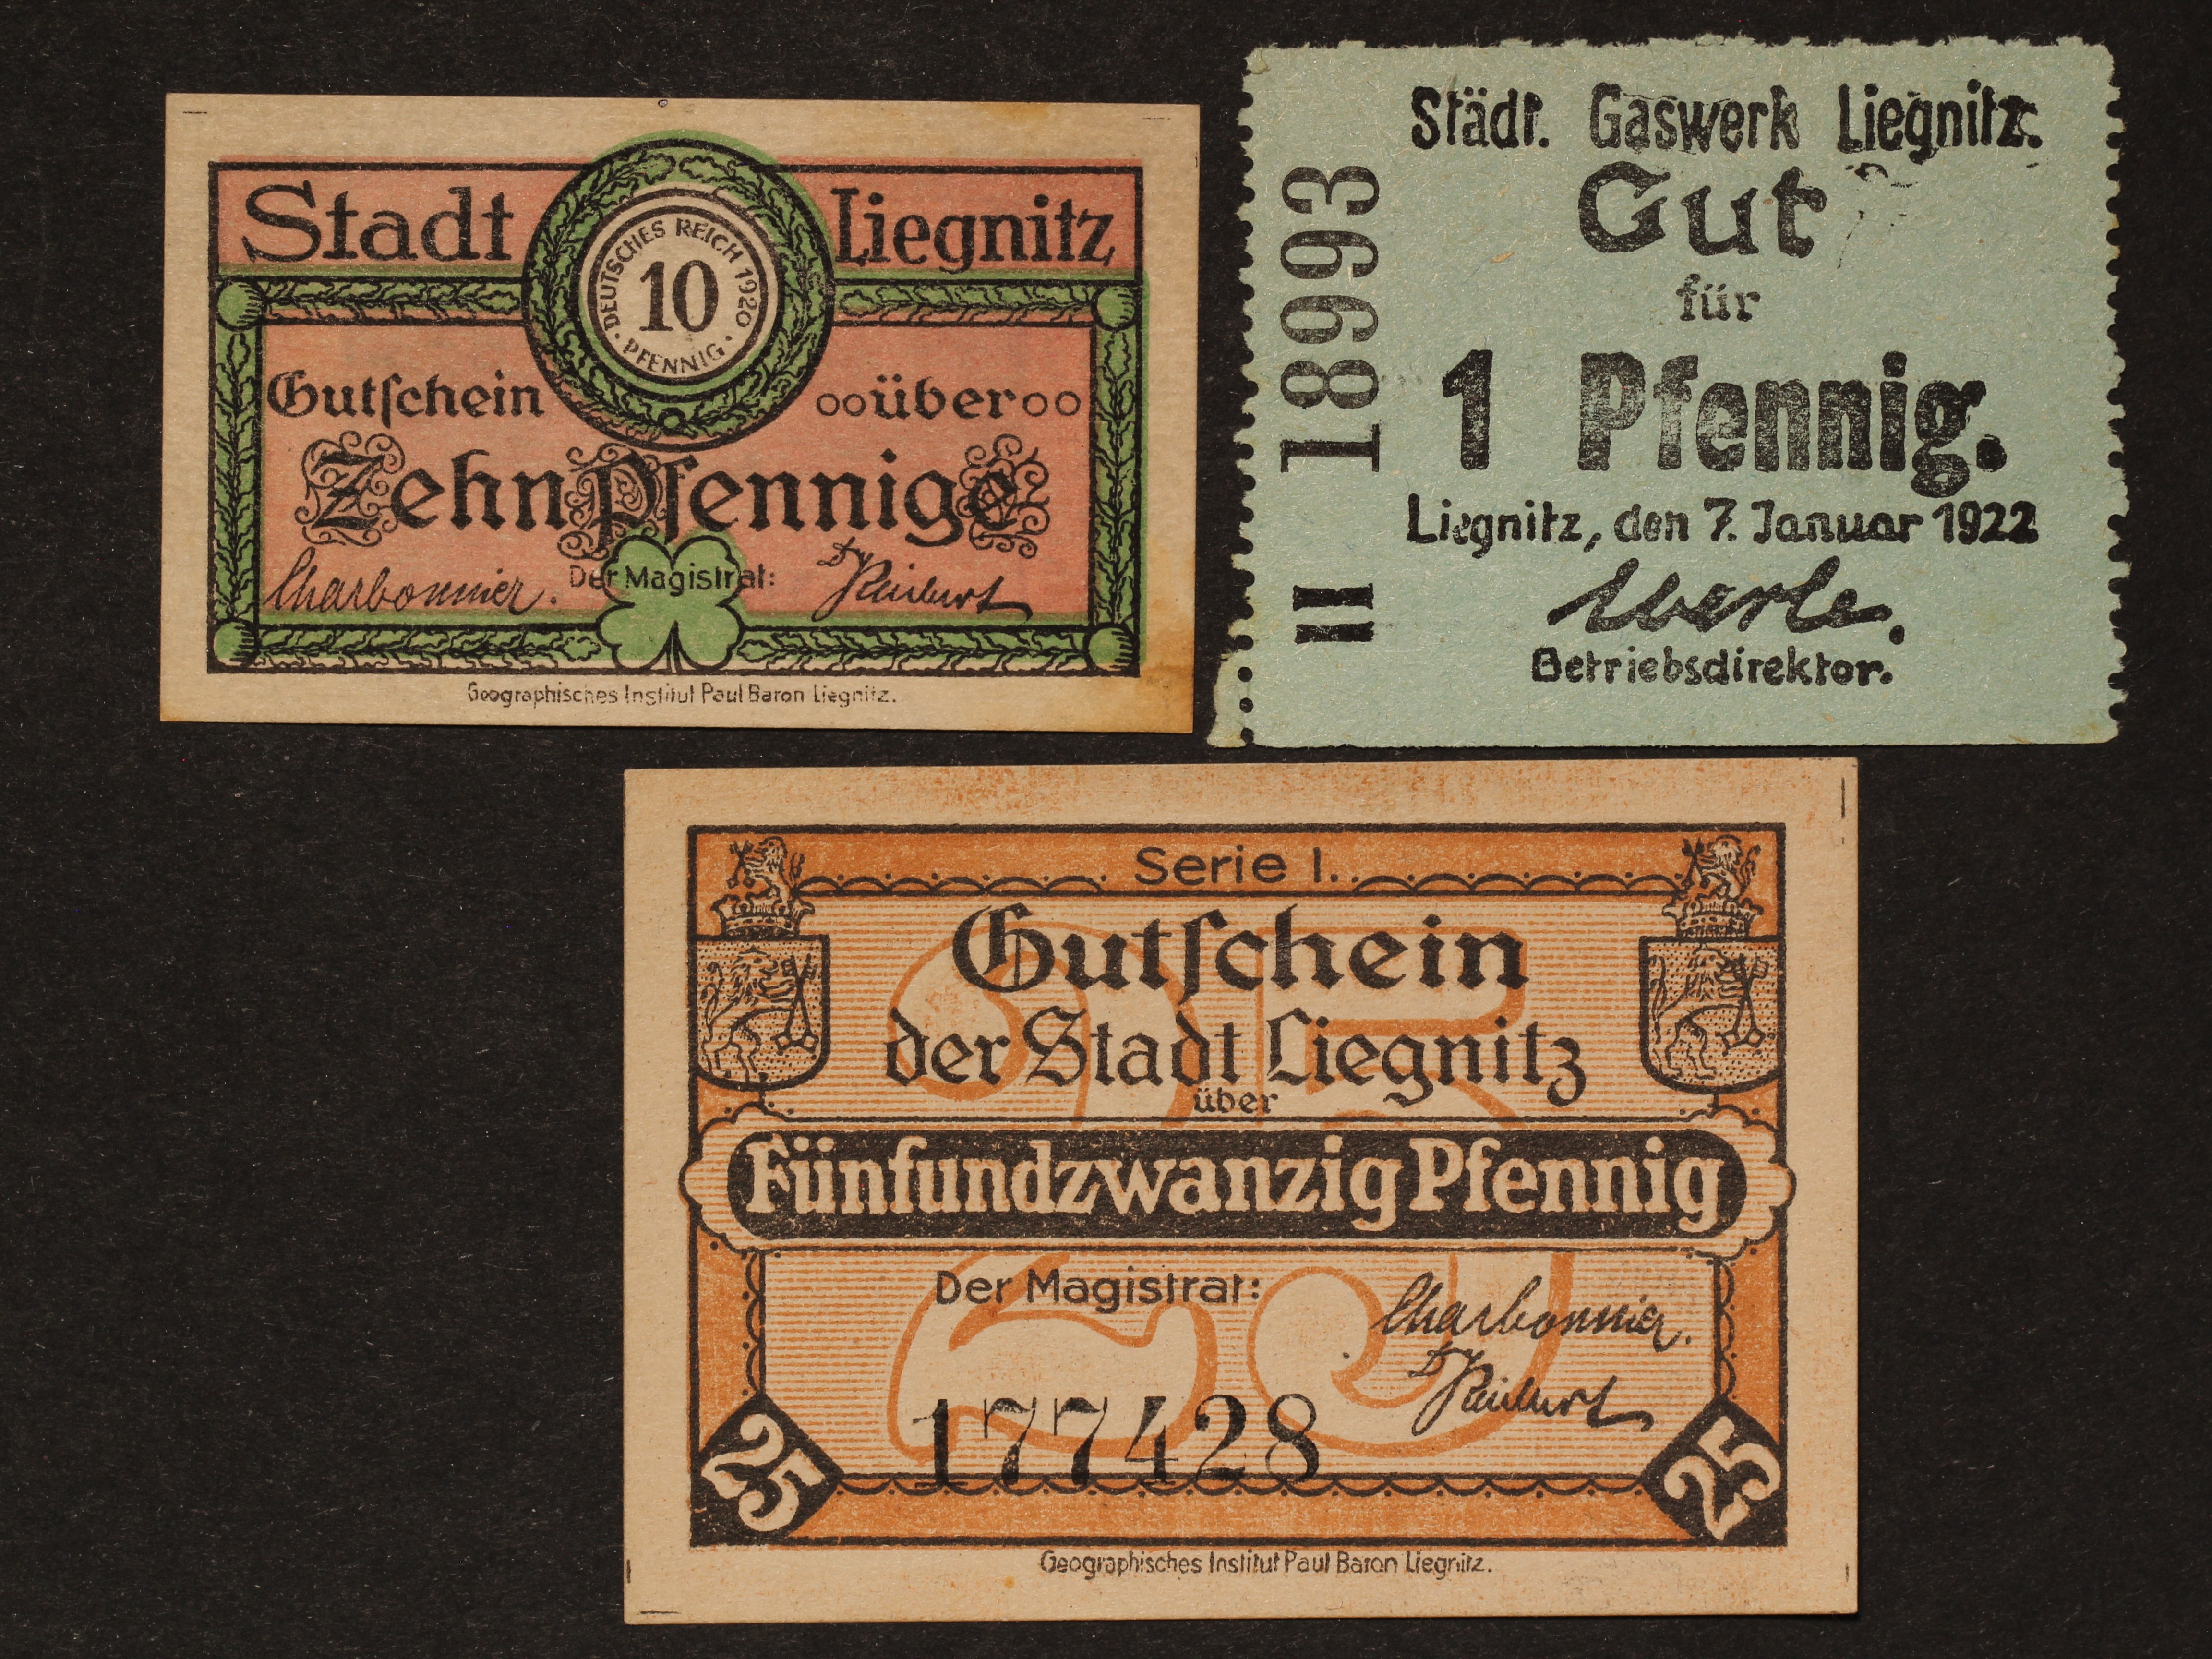 Stadt Liegnitz
DEUTSCHES REICH 1920
10
PFENNIG
Gutſchein über
Zehn Pfennige
Charbonnier. Der Magistrat:
Geographisches Institut Paul Baron Liegnitz.
Städt. Gaswerk Liegnitz.
Gut
für
1 Pfennig.
Liegnitz, den 7. Januar 1922
Werle.
Betriebsdirektor.
II 18993
Serie I.
Gutſchein
der Stadt Liegnitz
über
Fünfundzwanzig Pfennig
Der Magistrat:
Charbonnier.
177428
25 25
Geographisches Institut Paul Baron Liegnitz.